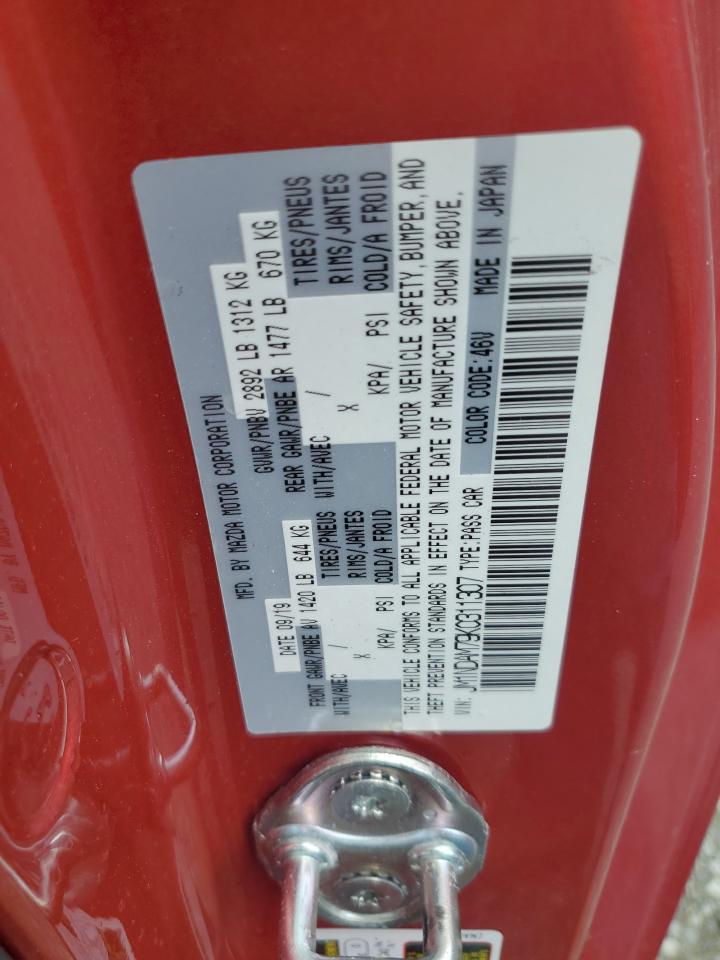 MFD. BY MAZDA MOTOR CORPORATION
DATE 09/19 GVWR/PNBV 2892 LB 1312 KG
FRONT GAWR/PNBE AV 1420 LB 644 KG REAR GAWR/PNBE AR 1477 LB 670 KG
WITH/AVEC / TIRES/PNEUS WITH/AVEC / TIRES/PNEUS
X RIMS/JANTES X RIMS/JANTES
KPA/ PSI COLD/A FROID KPA/ PSI COLD/A FROID
THIS VEHICLE CONFORMS TO ALL APPLICABLE FEDERAL MOTOR VEHICLE SAFETY, BUMPER, AND
THEFT PREVENTION STANDARDS IN EFFECT ON THE DATE OF MANUFACTURE SHOWN ABOVE.
VIN: JM1NDAM79K0311307 TYPE:PASS CAR COLOR CODE:46V MADE IN JAPAN